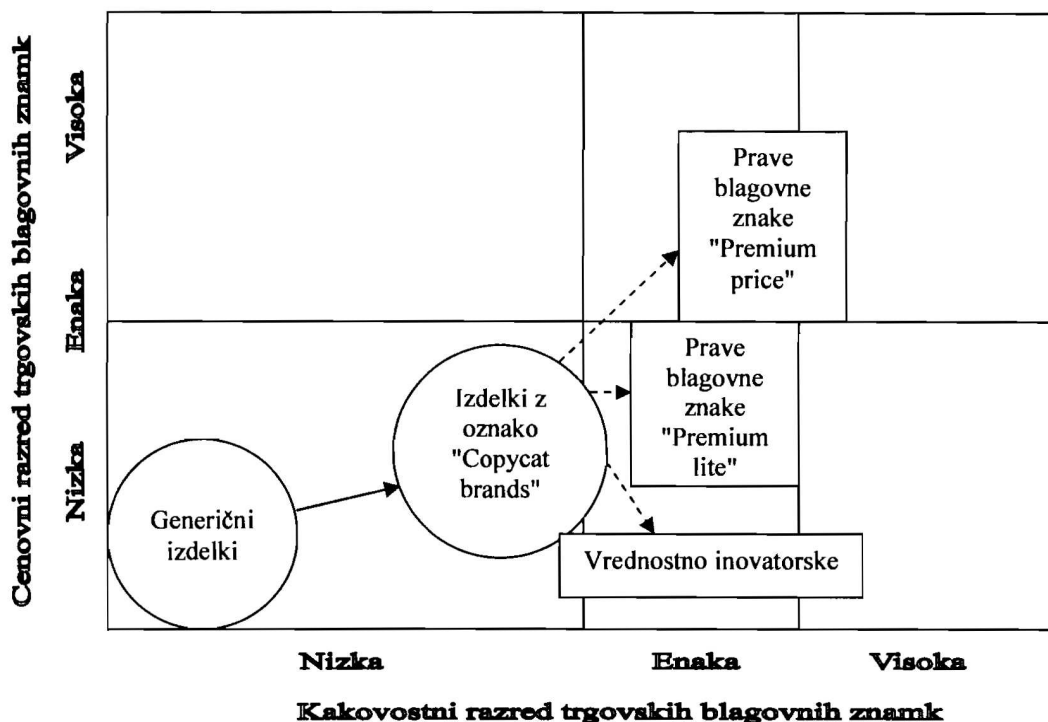 Cenovni razred trgovskih blagovnih znamk
Visoka
Enaka
Nizka
Prave
blagovne
znake
"Premium
price"
Prave
blagovne
znake
"Premium
lite"
Izdelki z
oznako
"Copycat
brands"
Generični
izdelki
Vrednostno inovatorske
Nizka
Enaka
Visoka
Kakovostni razred trgovskih blagovnih znamk